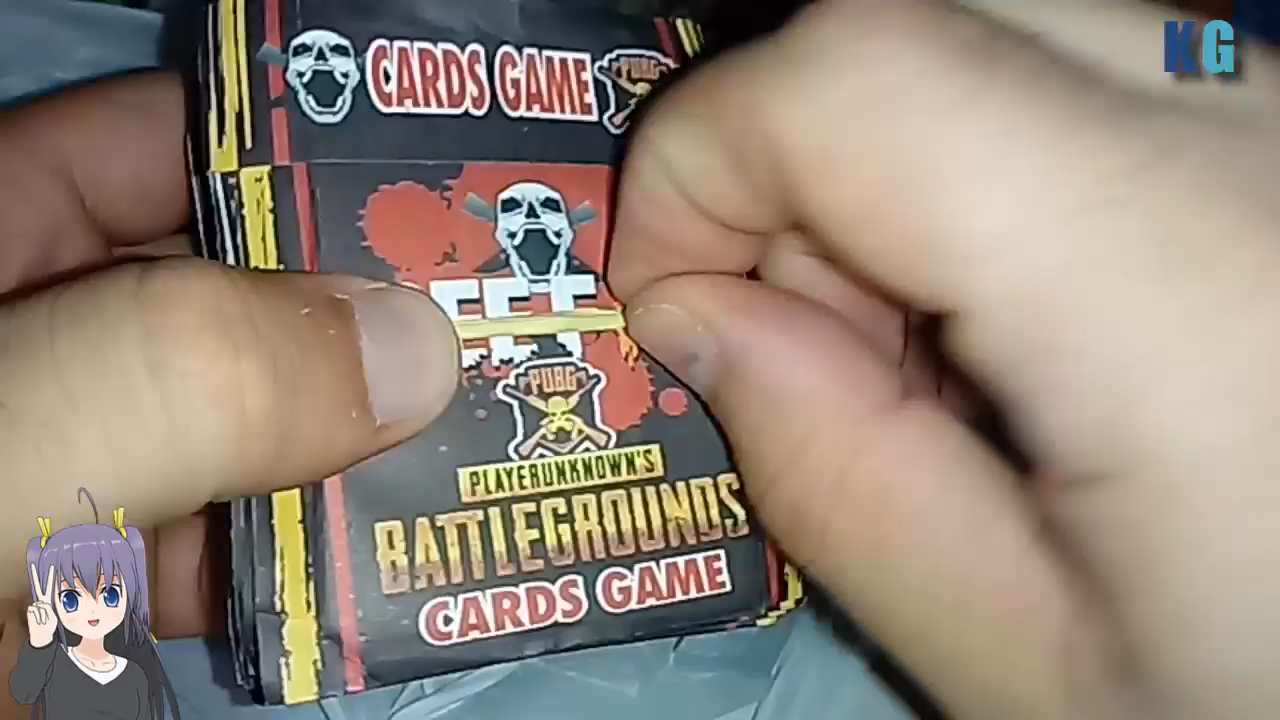 KG
CARDS GAME
PUBG
PUBG
PLAYERUNKNOWN'S
BATTLEGROUNDS
CARDS GAME